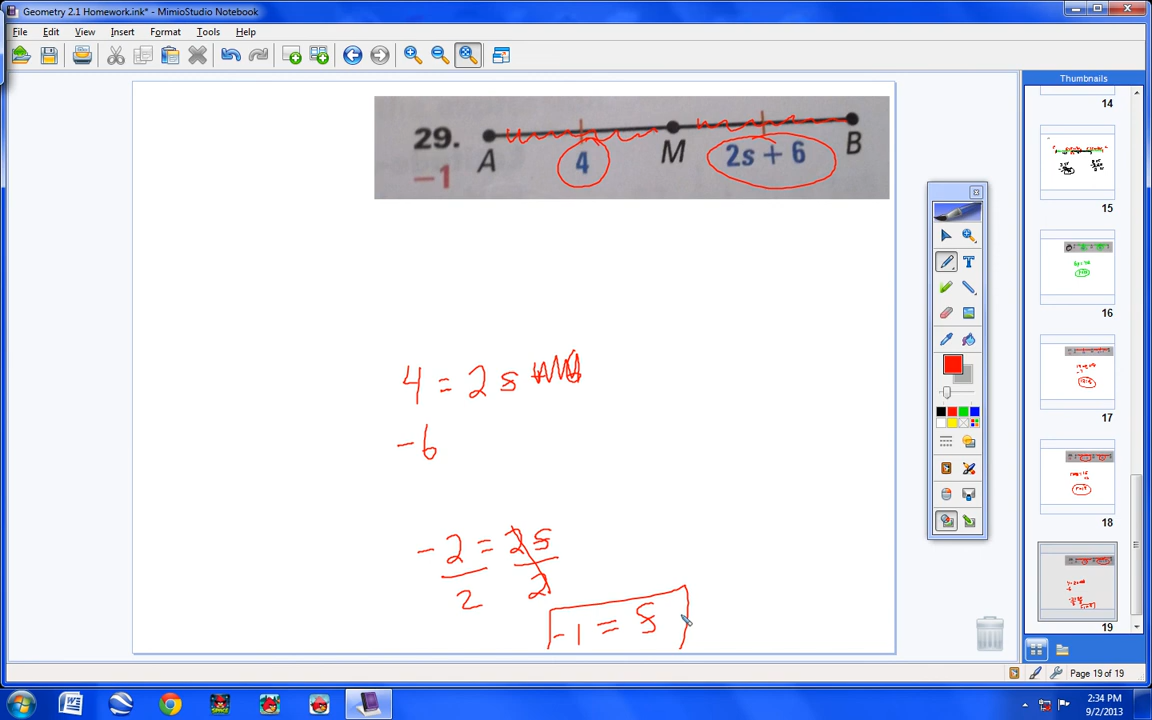 Geometry 2.1 Homework.ink* - MimioStudio Notebook
File Edit View Insert Format Tools Help
Thumbnails
29.
A 4 M 2s + 6 B
-1
4 = 2s
-6
-2 = 2s
2 2
-1 = s
T
14
15
16
17
18
19
Page 19 of 19
W
2:34 PM
9/2/2013